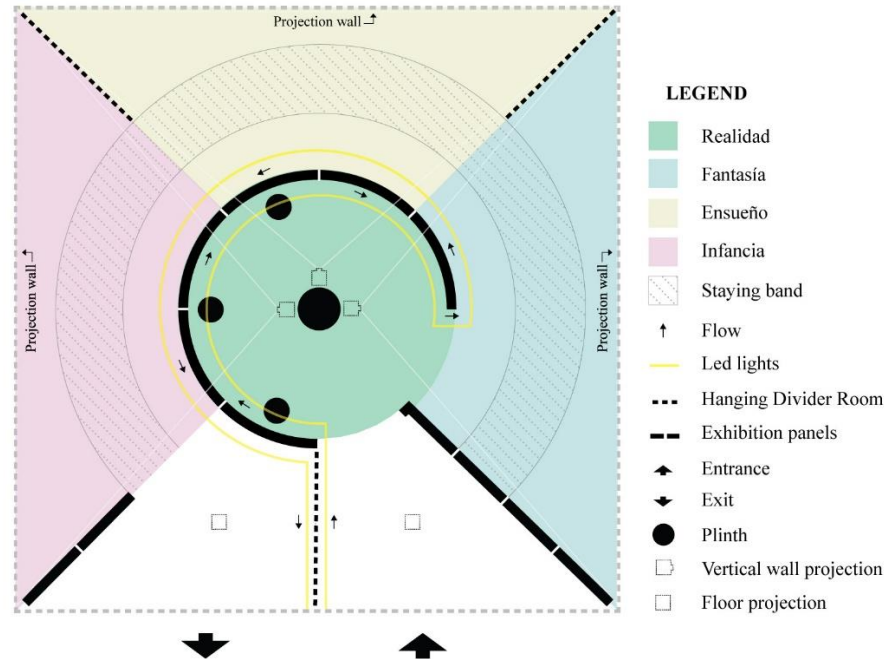 Projection wall
Projection wall
Projection wall
LEGEND
Realidad
Fantasía
Ensueño
Infancia
Staying band
Flow
Led lights
Hanging Divider Room
Exhibition panels
Entrance
Exit
Plinth
Vertical wall projection
Floor projection